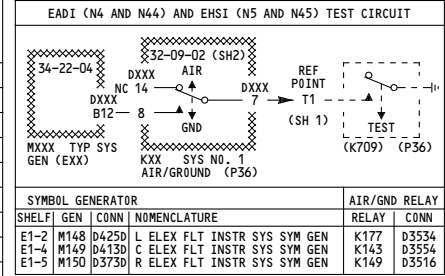 EADI (N4 AND N44) AND EHSI (N5 AND N45) TEST CIRCUIT
34-22-04
32-09-02 (SH2)
DXXX
NC 14
AIR
DXXX
B12
8
GND
DXXX
7
REF
POINT
T1
(SH 1)
TEST
(K709) (P36)
MXXX TYP SYS
GEN (EXX)
KXX SYS NO. 1
AIR/GROUND (P36)
SYMBOL GENERATOR
AIR/GND RELAY
SHELF GEN CONN NOMENCLATURE RELAY CONN
E1-2 M148 D425D L ELEX FLT INSTR SYS SYM GEN K177 D3534
E1-4 M149 D413D C ELEX FLT INSTR SYS SYM GEN K143 D3554
E1-5 M150 D373D R ELEX FLT INSTR SYS SYM GEN K149 D3516